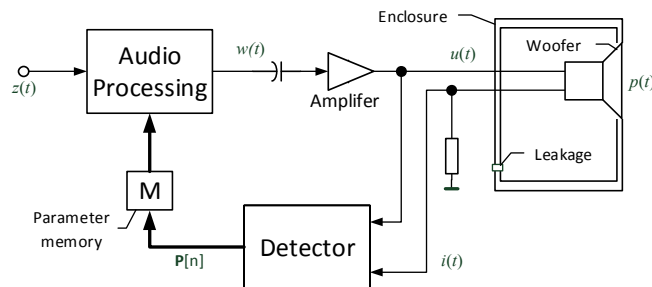 Enclosure
Audio
Processing
w(t)
u(t)
Woofer
z(t)
Amplifer
p(t)
Leakage
M
Parameter
memory
Detector
P[n]
i(t)